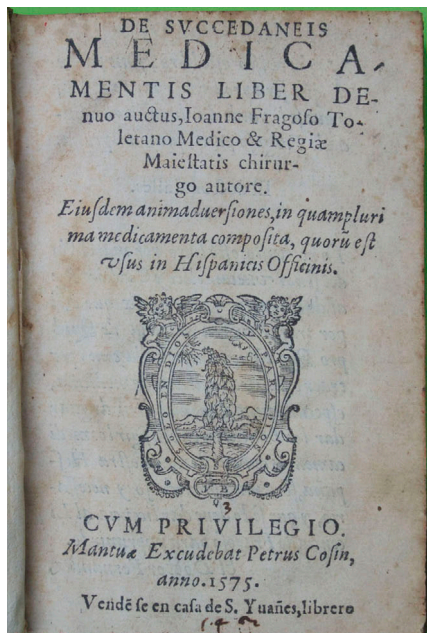 DE SVCCEDANEIS
MEDICA-
MENTIS LIBER DE-
nuo auctus, Ioanne Fragoſo To-
letano Medico & Regiæ
Maieſtatis chirur-
go autore.
Eiuſdem animaduerſiones, in quampluri
ma medicamenta compoſita, quorũ eſt
vſus in Hiſpanicis Officinis.
CVM PRIVILEGIO.
Mantuæ Excudebat Petrus Coſin,
anno. 1575.
Vendẽ ſe en caſa de S. Yuañes, librero